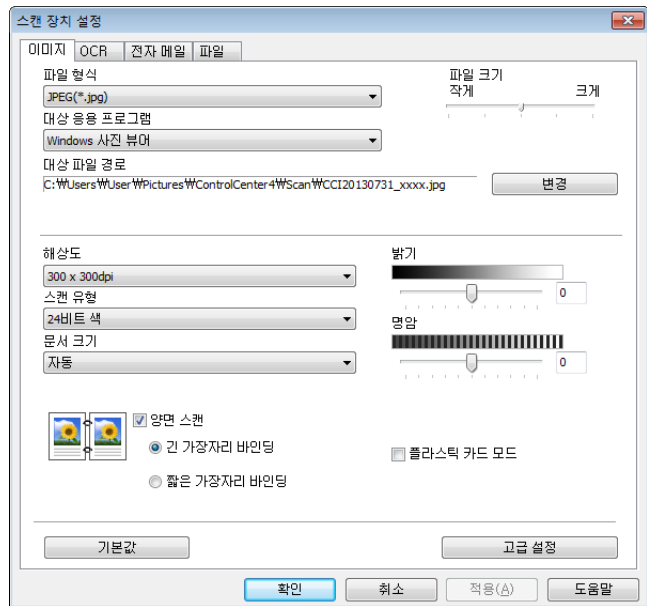 스캔 장치 설정
이미지 OCR 전자 메일 파일
파일 형식
JPEG(*.jpg)
파일 크기
작게 크게
대상 응용 프로그램
Windows 사진 뷰어
대상 파일 경로
C:₩Users₩User₩Pictures₩ControlCenter4₩Scan₩CCI20130731_xxxx.jpg
변경
해상도
300 x 300dpi
스캔 유형
24비트 색
문서 크기
자동
밝기
0
명암
0
양면 스캔
긴 가장자리 바인딩
짧은 가장자리 바인딩
플라스틱 카드 모드
기본값
고급 설정
확인 취소 적용(A) 도움말